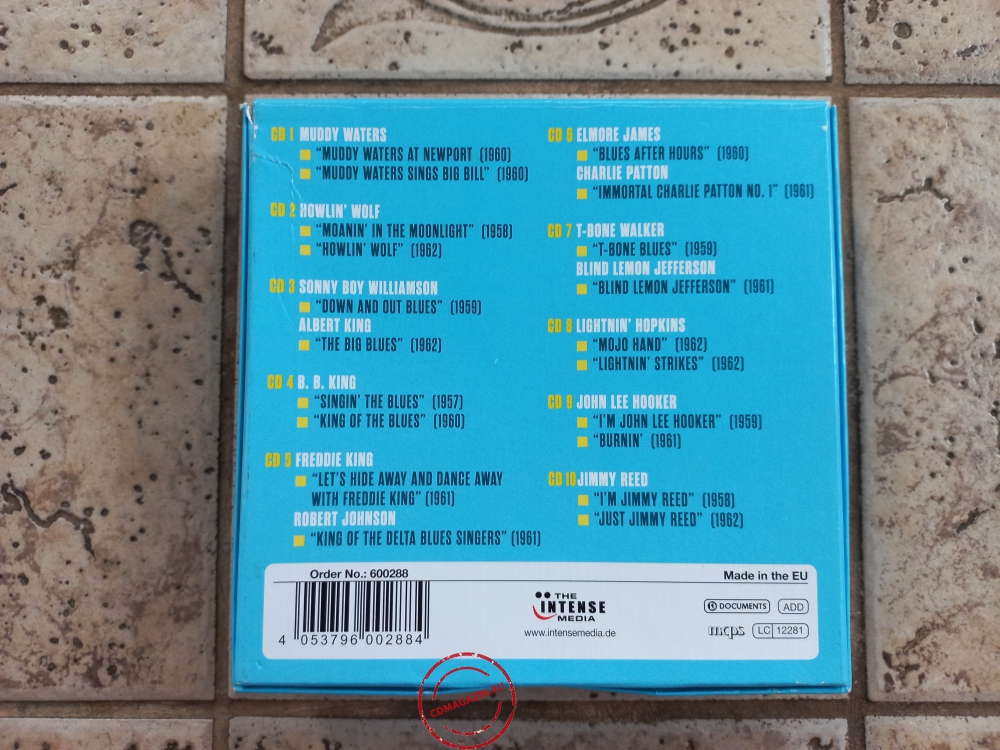 CD 1 MUDDY WATERS
"MUDDY WATERS AT NEWPORT (1960)
"MUDDY WATERS SINGS BIG BILL" (1960)
CD 2 HOWLIN' WOLF
"MOANIN' IN THE MOONLIGHT" (1958)
"HOWLIN' WOLF" (1962)
CD 3 SONNY BOY WILLIAMSON
"DOWN AND OUT BLUES" (1959)
ALBERT KING
"THE BIG BLUES" (1962)
CD 4 B. B. KING
"SINGIN' THE BLUES" (1957)
"KING OF THE BLUES" (1960)
CD 5 FREDDIE KING
"LET'S HIDE AWAY AND DANCE AWAY
WITH FREDDIE KING" (1961)
ROBERT JOHNSON
"KING OF THE DELTA BLUES SINGERS" (1961)
CD 6 ELMORE JAMES
"BLUES AFTER HOURS" (1960)
CHARLIE PATTON
"IMMORTAL CHARLIE PATTON NO. 1" (1961)
CD 7 T-BONE WALKER
"T-BONE BLUES" (1959)
BLIND LEMON JEFFERSON
"BLIND LEMON JEFFERSON" (1961)
CD 8 LIGHTNIN' HOPKINS
"MOJO HAND" (1962)
"LIGHTNIN' STRIKES" (1962)
CD 9 JOHN LEE HOOKER
"I'M JOHN LEE HOOKER" (1959)
"BURNIN' (1961)
CD 10 JIMMY REED
"I'M JIMMY REED" (1958)
"JUST JIMMY REED" (1962)
Order No.: 600288
Made in the EU
4 053796 002884
THE
INTENSE
MEDIA
www.intensemedia.de
DOCUMENTS
ADD
mcps
LC 12281